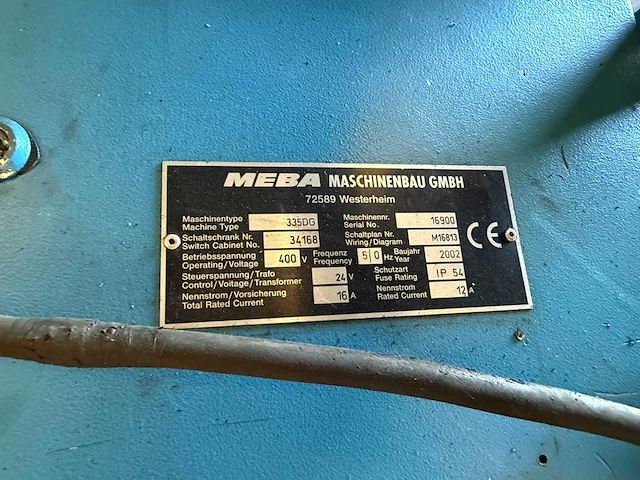 MEBA MASCHINENBAU GMBH
72589 Westerheim
Maschinentype 335DG Maschinennr. 16900
Machine Type Serial No.
Schaltschrank Nr. 34168 Schaltplan Nr. M16813 CE
Switch Cabinet No. Wiring/Diagram
Betriebsspannung 400 V Frequenz 5|0 Hz Baujahr 2002
Operating/Voltage Frequency Year
Steuerspannung/Trafo 24 V Schutzart IP 54
Control/Voltage/Transformer Fuse Rating
Nennstrom/Vorsicherung 16 A Nennstrom 12 A
Total Rated Current Rated Current